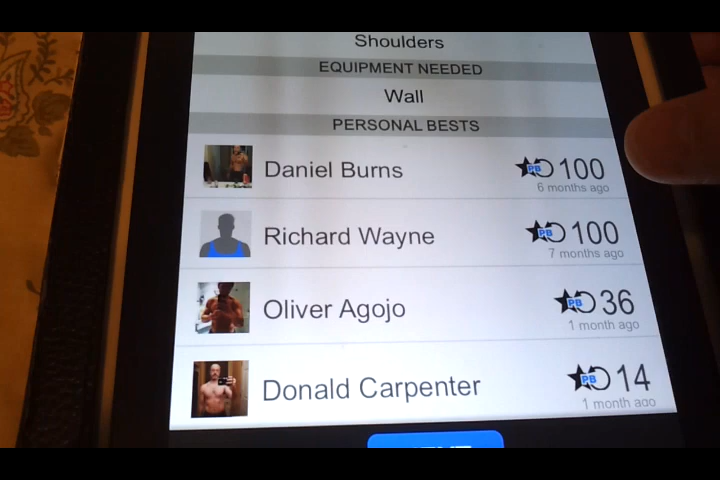 Shoulders
EQUIPMENT NEEDED
Wall
PERSONAL BESTS
Daniel Burns PB 100
6 months ago
Richard Wayne PB 100
7 months ago
Oliver Agojo PB 36
1 month ago
Donald Carpenter PB 14
1 month ago